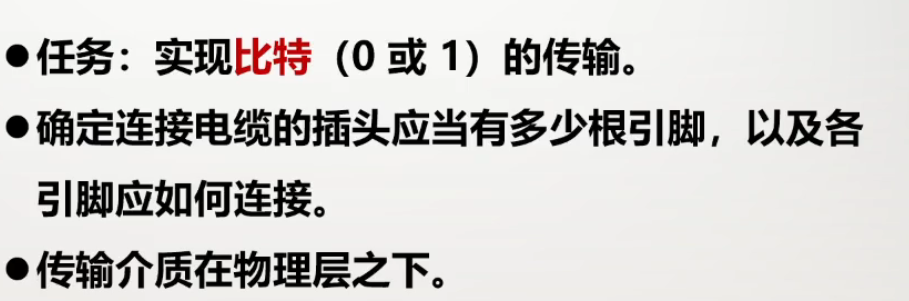 ●任务：实现比特（0 或 1）的传输。
●确定连接电缆的插头应当有多少根引脚，以及各
引脚应如何连接。
●传输介质在物理层之下。